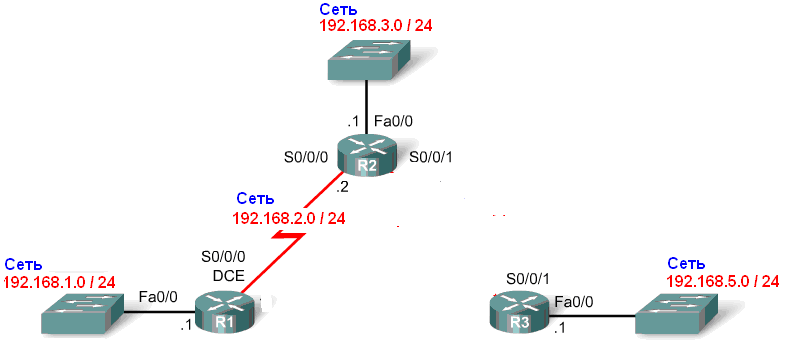 Сеть
192.168.3.0 / 24
.1
Fa0/0
S0/0/0
R2
S0/0/1
.2
Сеть
192.168.2.0 / 24
S0/0/0
DCE
Сеть
192.168.1.0 / 24
Fa0/0
.1
R1
Сеть
192.168.5.0 / 24
S0/0/1
Fa0/0
R3
.1